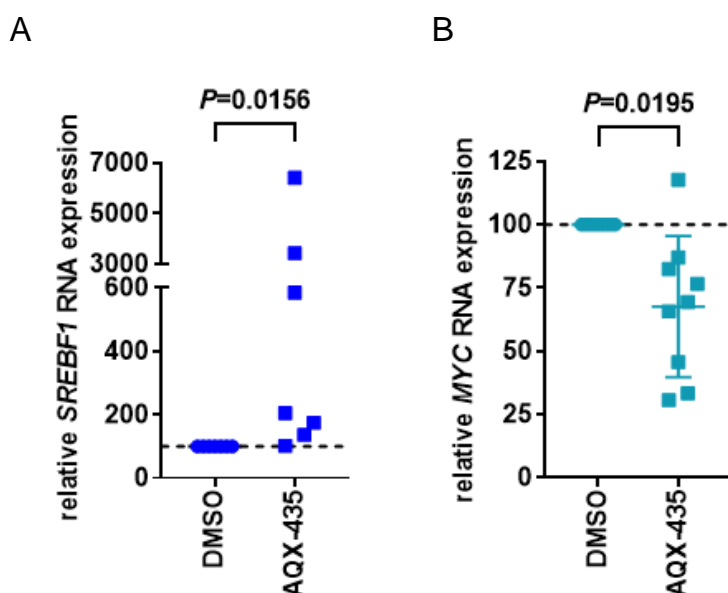 A
P=0.0156
relative SREBF1 RNA expression
7000
5000
3000
600
400
200
0
DMSO
AQX-435
B
P=0.0195
relative MYC RNA expression
125
100
75
50
25
0
DMSO
AQX-435